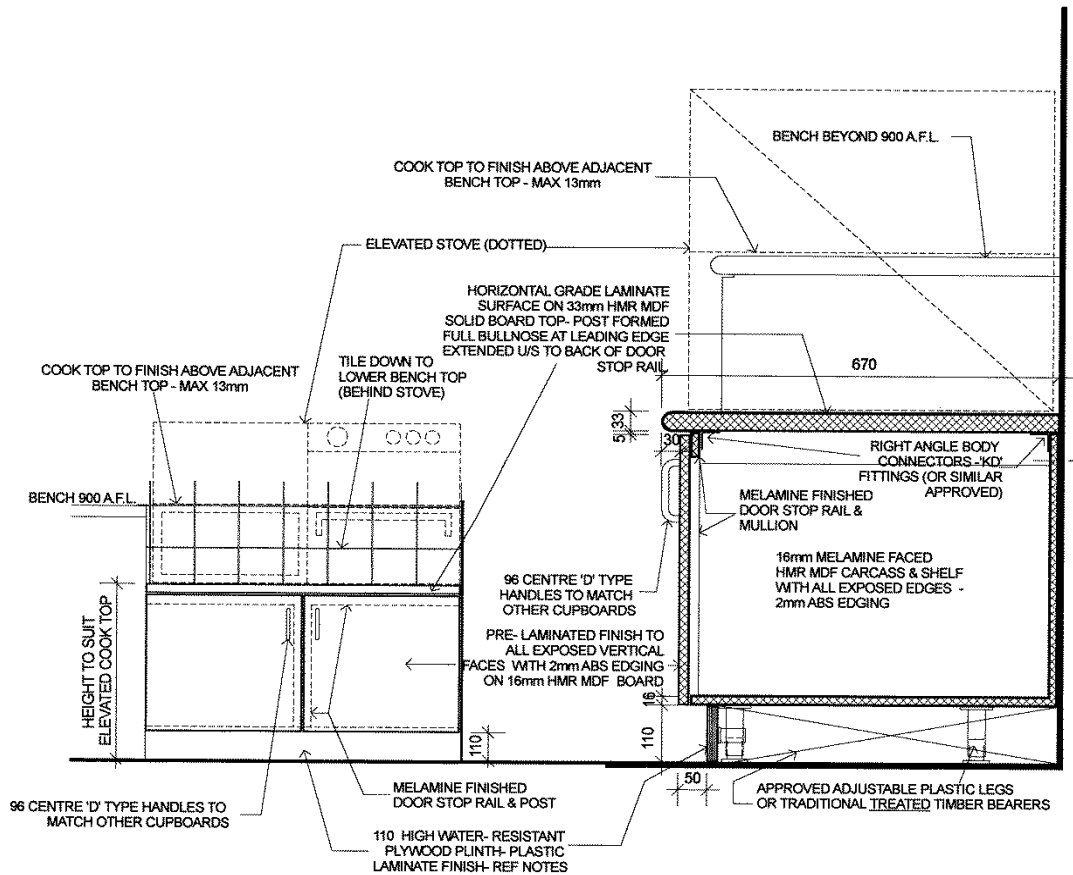 BENCH BEYOND 900 A.F.L.
COOK TOP TO FINISH ABOVE ADJACENT
BENCH TOP - MAX 13mm
ELEVATED STOVE (DOTTED)
HORIZONTAL GRADE LAMINATE
SURFACE ON 33mm HMR MDF
SOLID BOARD TOP- POST FORMED
FULL BULLNOSE AT LEADING EDGE
EXTENDED U/S TO BACK OF DOOR
STOP RAIL
670
COOK TOP TO FINISH ABOVE ADJACENT
BENCH TOP - MAX 13mm
TILE DOWN TO
LOWER BENCH TOP
(BEHIND STOVE)
33
5
30
RIGHT ANGLE BODY
CONNECTORS -'KD'
FITTINGS (OR SIMILAR
APPROVED)
BENCH 900 A.F.L.
MELAMINE FINISHED
DOOR STOP RAIL &
MULLION
16mm MELAMINE FACED
HMR MDF CARCASS & SHELF
WITH ALL EXPOSED EDGES -
2mm ABS EDGING
96 CENTRE 'D' TYPE
HANDLES TO MATCH
OTHER CUPBOARDS
PRE- LAMINATED FINISH TO
ALL EXPOSED VERTICAL
FACES WITH 2mm ABS EDGING
ON 16mm HMR MDF BOARD
HEIGHT TO SUIT
ELEVATED COOK TOP
16
110
110
50
MELAMINE FINISHED
DOOR STOP RAIL & POST
APPROVED ADJUSTABLE PLASTIC LEGS
OR TRADITIONAL TREATED TIMBER BEARERS
96 CENTRE 'D' TYPE HANDLES TO
MATCH OTHER CUPBOARDS
110 HIGH WATER- RESISTANT
PLYWOOD PLINTH- PLASTIC
LAMINATE FINISH- REF NOTES